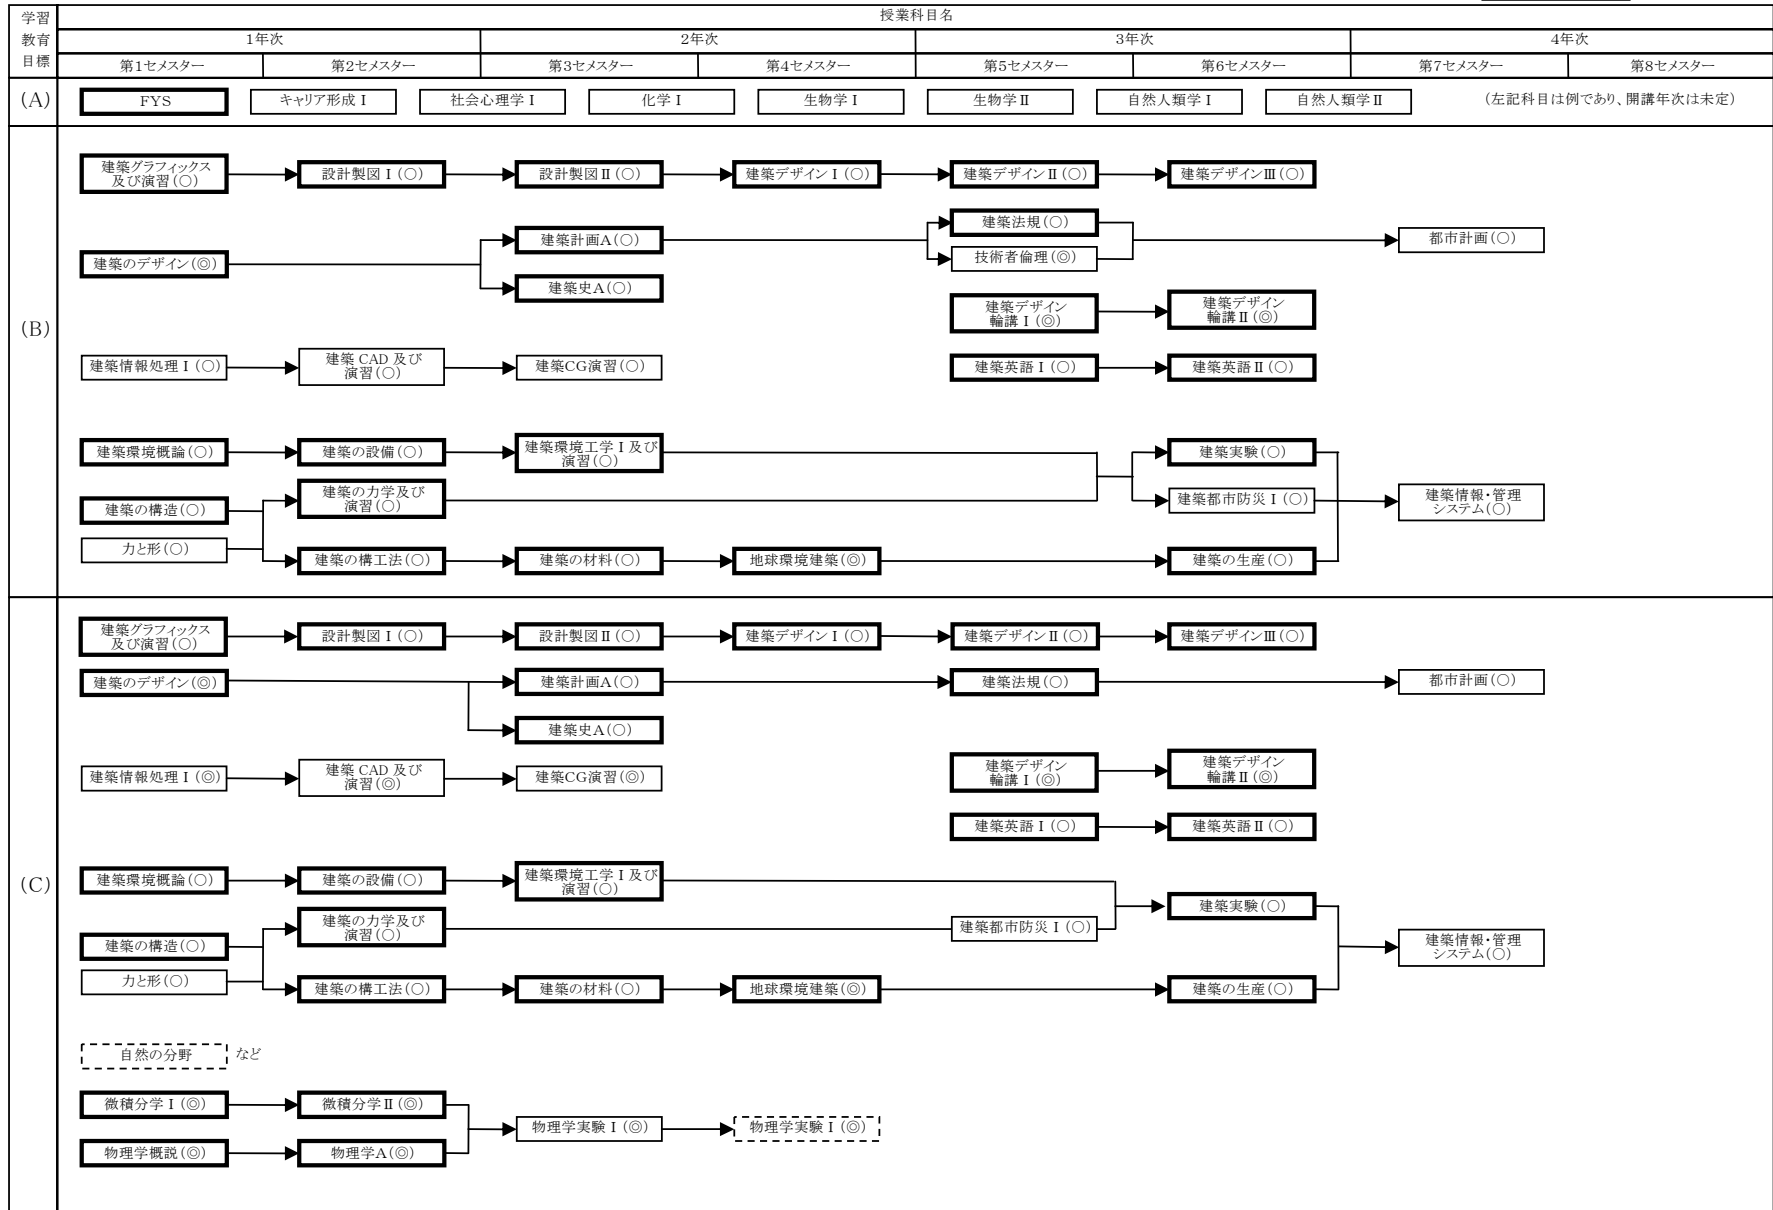 学習
教育
目標
授業科目名
1年次
2年次
3年次
4年次
第1セメスター
第2セメスター
第3セメスター
第4セメスター
第5セメスター
第6セメスター
第7セメスター
第8セメスター
(A)
FYS
キャリア形成Ⅰ
社会心理学Ⅰ
化学Ⅰ
生物学Ⅰ
生物学Ⅱ
自然人類学Ⅰ
自然人類学Ⅱ
(左記科目は例であり、開講年次は未定)
(B)
建築グラフィックス
及び演習(○)
設計製図Ⅰ(○)
設計製図Ⅱ(○)
建築デザインⅠ(○)
建築デザインⅡ(○)
建築デザインⅢ(○)
建築のデザイン(◎)
建築計画A(○)
建築史A(○)
建築法規(○)
技術者倫理(◎)
都市計画(○)
建築デザイン
輪講Ⅰ(◎)
建築デザイン
輪講Ⅱ(◎)
建築情報処理Ⅰ(○)
建築 CAD 及び
演習(○)
建築CG演習(○)
建築英語Ⅰ(○)
建築英語Ⅱ(○)
建築環境概論(○)
建築の設備(○)
建築環境工学Ⅰ及び
演習(○)
建築実験(○)
建築の構造(○)
建築の力学及び
演習(○)
建築都市防災Ⅰ(○)
建築情報・管理
システム(○)
力と形(○)
建築の構工法(○)
建築の材料(○)
地球環境建築(◎)
建築の生産(○)
(C)
建築グラフィックス
及び演習(○)
設計製図Ⅰ(○)
設計製図Ⅱ(○)
建築デザインⅠ(○)
建築デザインⅡ(○)
建築デザインⅢ(○)
建築のデザイン(◎)
建築計画A(○)
建築法規(○)
都市計画(○)
建築史A(○)
建築情報処理Ⅰ(◎)
建築 CAD 及び
演習(◎)
建築CG演習(◎)
建築デザイン
輪講Ⅰ(◎)
建築デザイン
輪講Ⅱ(◎)
建築英語Ⅰ(○)
建築英語Ⅱ(○)
建築環境概論(○)
建築の設備(○)
建築環境工学Ⅰ及び
演習(○)
建築実験(○)
建築の構造(○)
建築の力学及び
演習(○)
建築都市防災Ⅰ(○)
建築情報・管理
システム(○)
力と形(○)
建築の構工法(○)
建築の材料(○)
地球環境建築(◎)
建築の生産(○)
自然の分野 など
微積分学Ⅰ(◎)
微積分学Ⅱ(◎)
物理学実験Ⅰ(◎)
物理学実験Ⅰ(◎)
物理学概説(◎)
物理学A(◎)